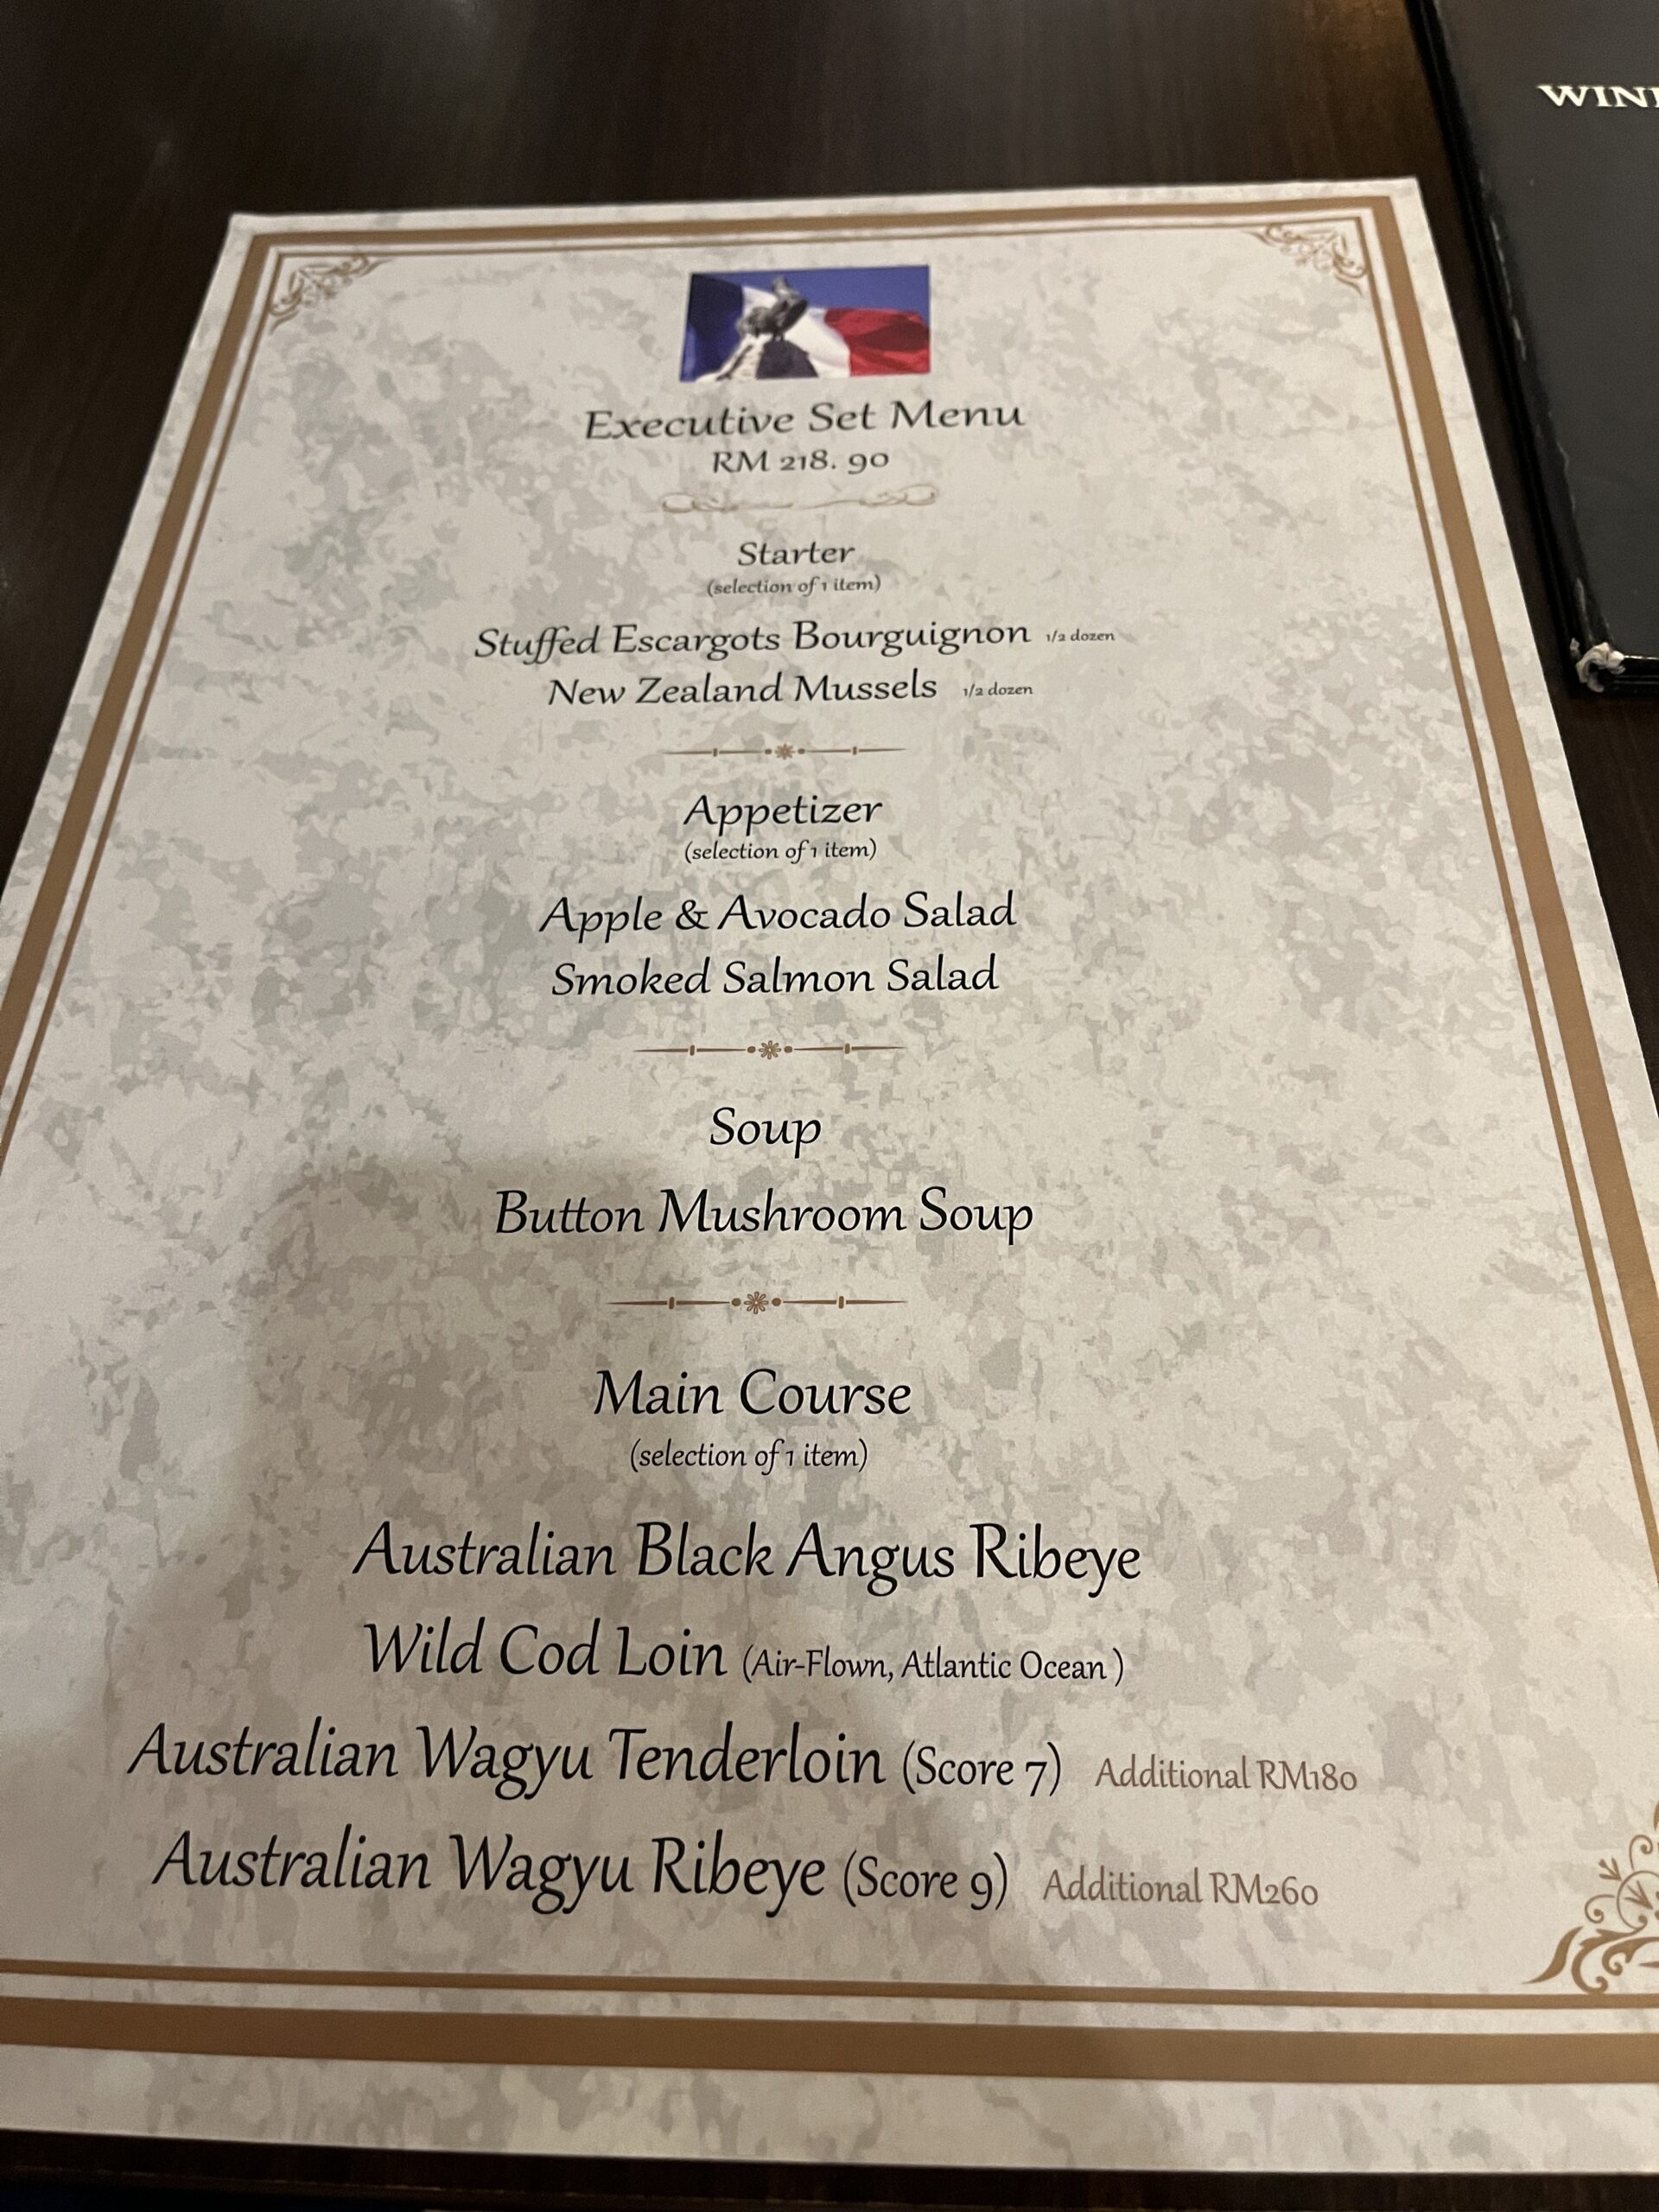 WIN
Executive Set Menu
RM 218. 90
Starter
(selection of 1 item)
Stuffed Escargots Bourguignon 1/2 dozen
New Zealand Mussels 1/2 dozen
Appetizer
(selection of 1 item)
Apple & Avocado Salad
Smoked Salmon Salad
Soup
Button Mushroom Soup
Main Course
(selection of 1 item)
Australian Black Angus Ribeye
Wild Cod Loin (Air-Flown, Atlantic Ocean )
Australian Wagyu Tenderloin (Score 7) Additional RM180
Australian Wagyu Ribeye (Score 9) Additional RM260